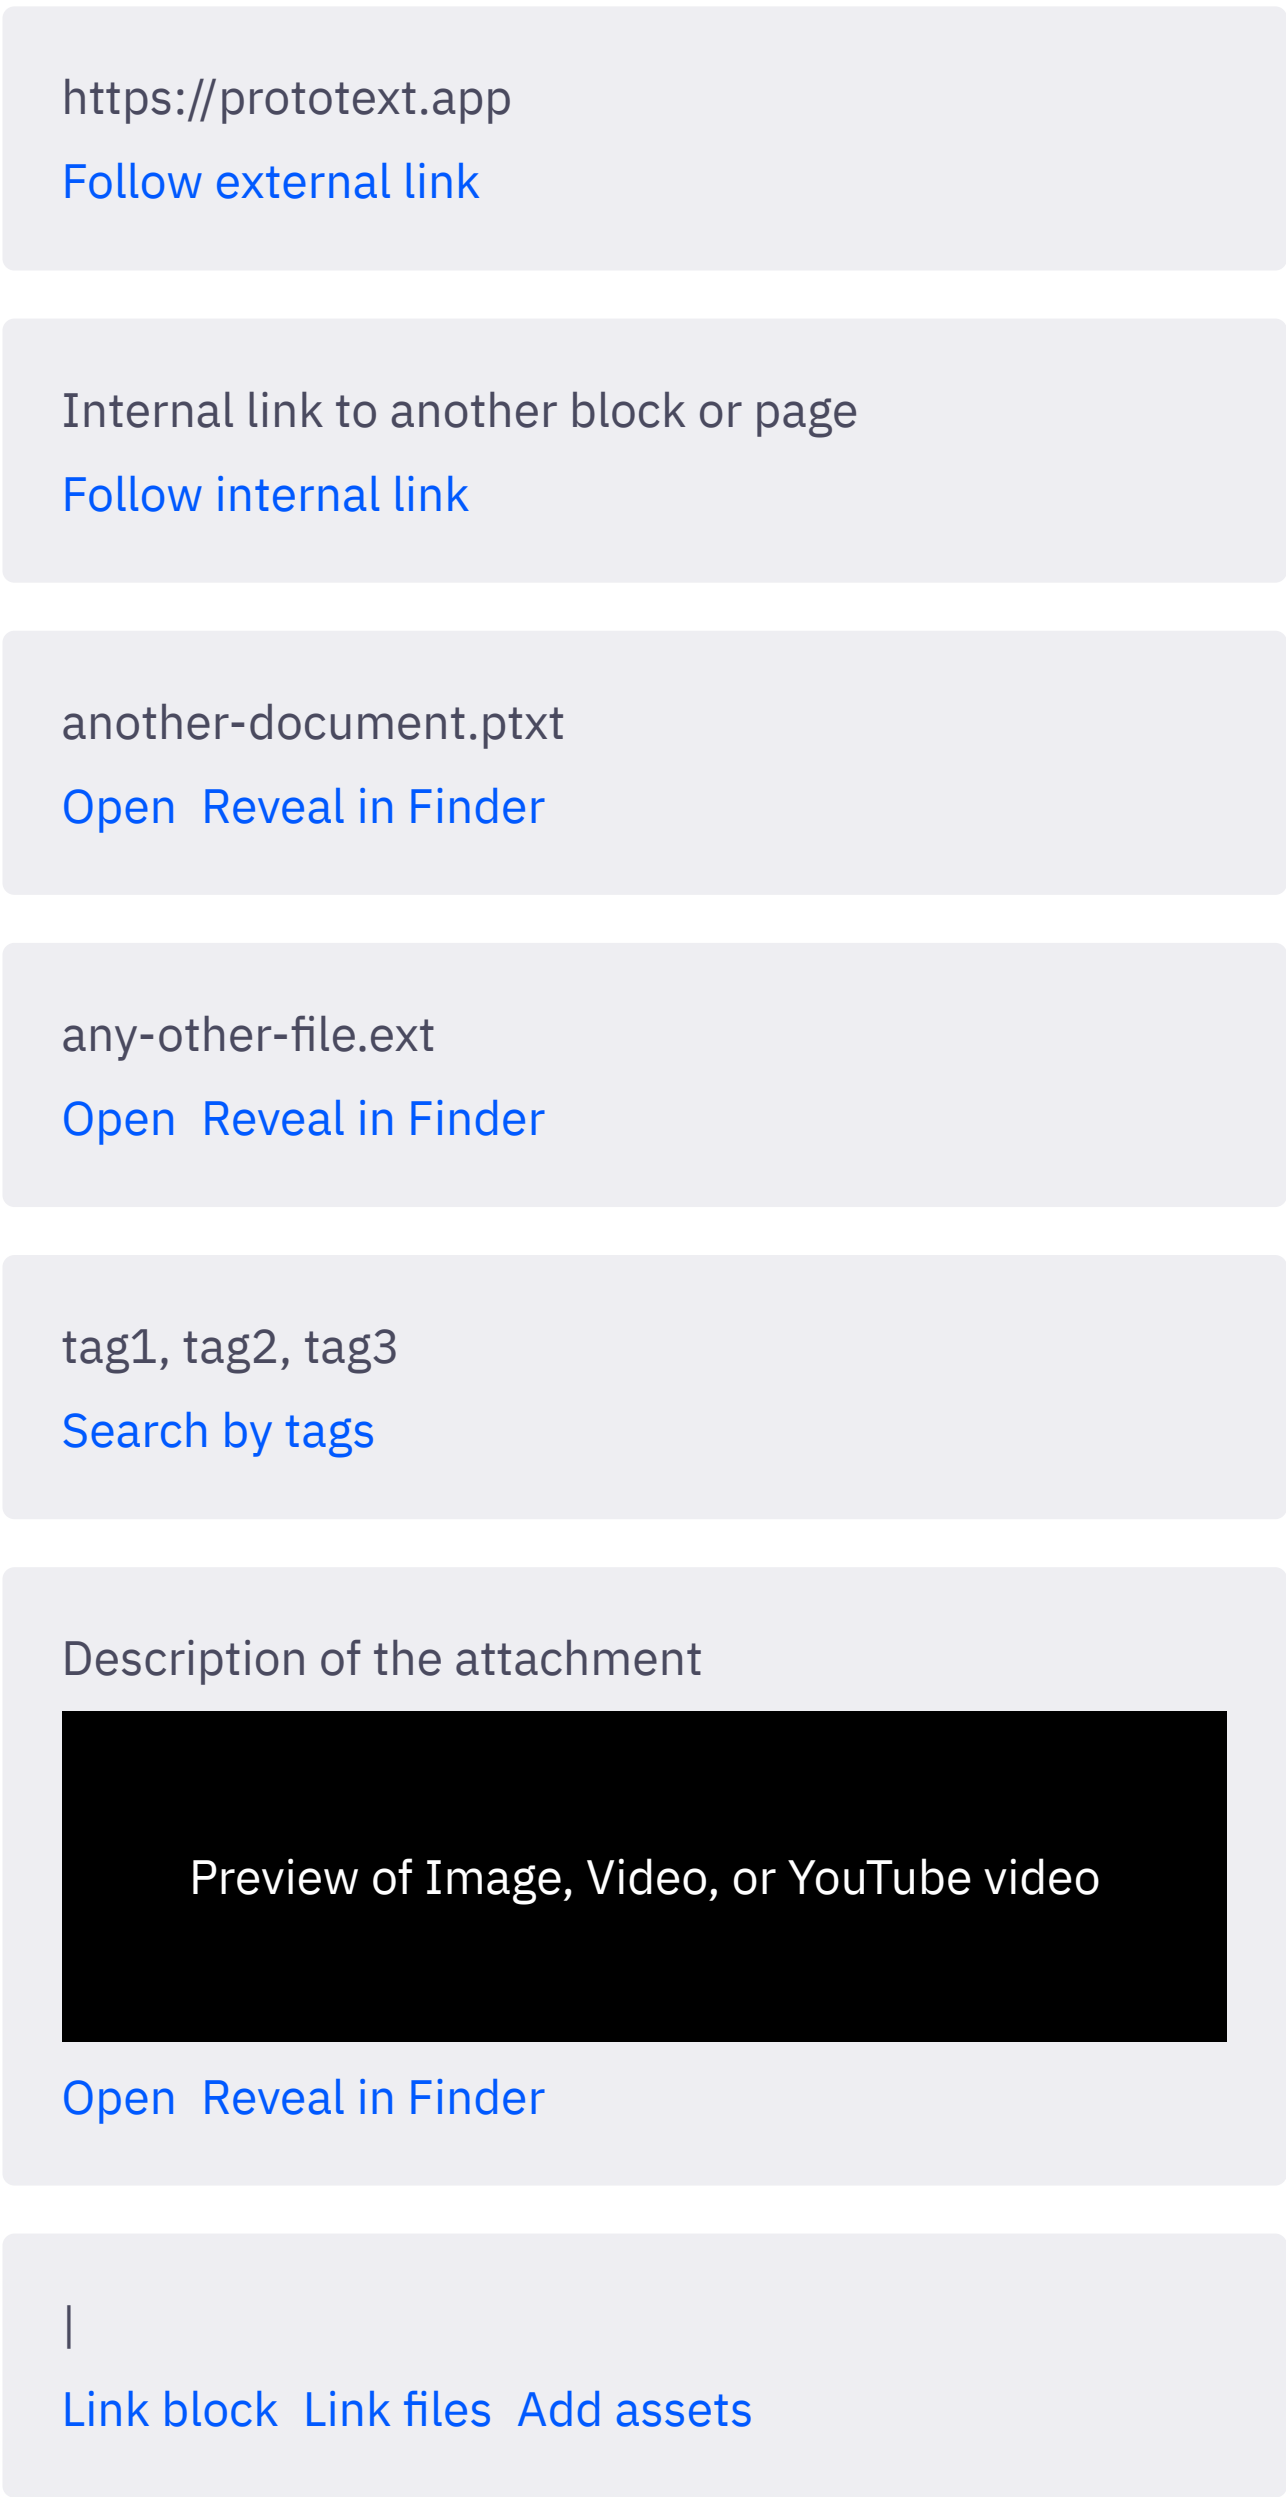 https://prototext.app
Follow external link
Internal link to another block or page
Follow internal link
another-document.ptxt
Open Reveal in Finder
any-other-file.ext
Open Reveal in Finder
tag1, tag2, tag3
Search by tags
Description of the attachment
Preview of Image, Video, or YouTube video
Open Reveal in Finder
|
Link block Link files Add assets